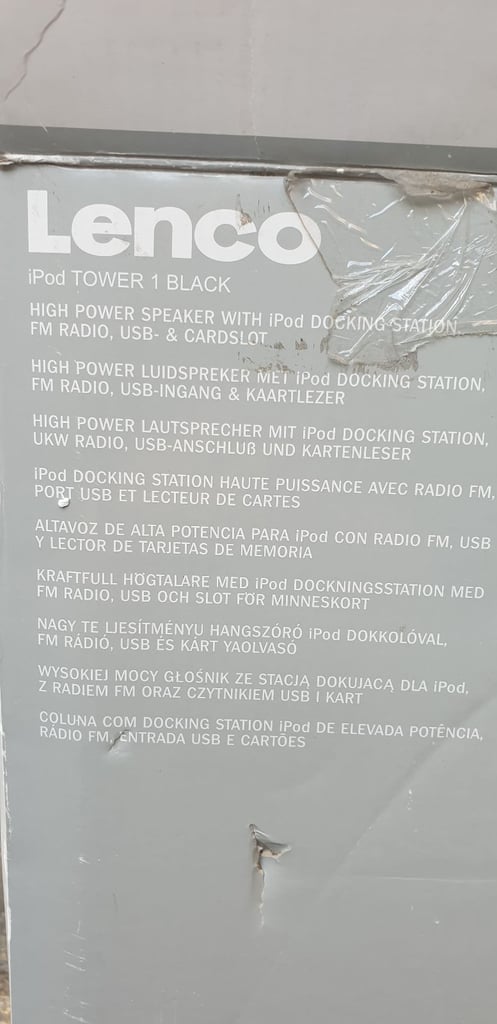 Lenco
iPod TOWER 1 BLACK
HIGH POWER SPEAKER WITH iPod DOCKING STATION,
FM RADIO, USB- & CARDSLOT
HIGH POWER LUIDSPREKER MET iPod DOCKING STATION,
FM RADIO, USB-INGANG & KAARTLEZER
HIGH POWER LAUTSPRECHER MIT iPod DOCKING STATION,
UKW RADIO, USB-ANSCHLUß UND KARTENLESER
iPod DOCKING STATION HAUTE PUISSANCE AVEC RADIO FM,
PORT USB ET LECTEUR DE CARTES
ALTAVOZ DE ALTA POTENCIA PARA iPod CON RADIO FM, USB
Y LECTOR DE TARJETAS DE MEMORIA
KRAFTFULL HÖGTALARE MED iPod DOCKNINGSSTATION MED
FM RADIO, USB OCH SLOT FÖR MINNESKORT
NAGY TE LJESÍTMÉNYU HANGSZÓRÓ iPod DOKKOLÓVAL,
FM RÁDIÓ, USB ÉS KÁRT YAOLVASÓ
WYSOKIEJ MOCY GŁOŚNIK ZE STACJĄ DOKUJACĄ DLA iPod,
Z RADIEM FM ORAZ CZYTNIKIEM USB I KART
COLUNA COM DOCKING STATION iPod DE ELEVADA POTÊNCIA,
RÁDIO FM, ENTRADA USB E CARTÕES